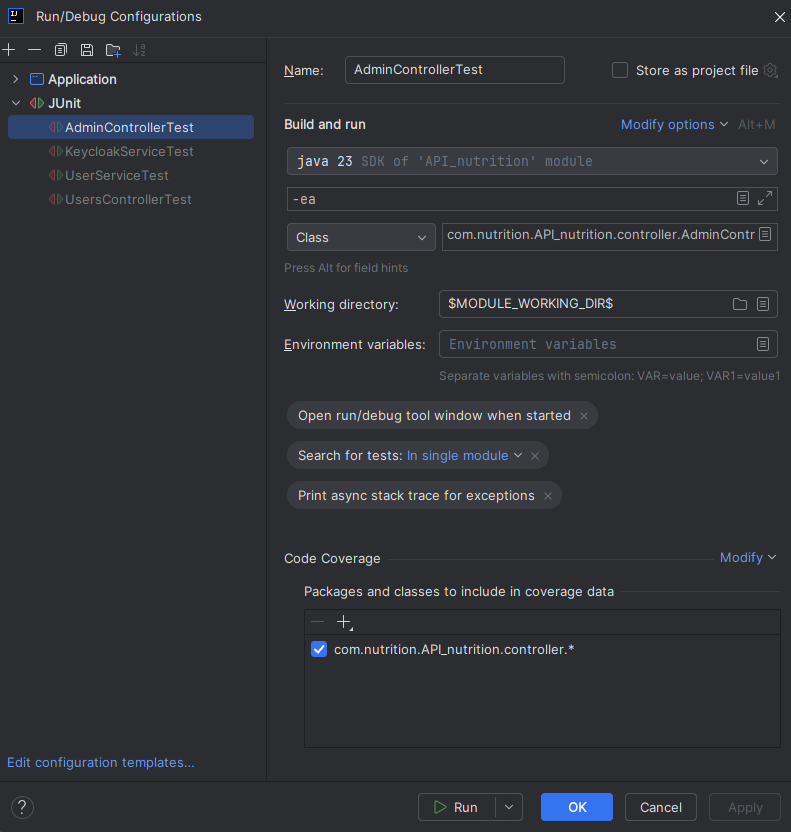 Run/Debug Configurations
Application
JUnit
AdminControllerTest
KeycloakServiceTest
UserServiceTest
UsersControllerTest
Edit configuration templates...
Name: AdminControllerTest Store as project file
Build and run Modify options Alt+M
java 23 SDK of 'API_nutrition' module
-ea
Class com.nutrition.API_nutrition.controller.AdminContr
Press Alt for field hints
Working directory: $MODULE_WORKING_DIR$
Environment variables: Environment variables
Separate variables with semicolon: VAR=value; VAR1=value1
Open run/debug tool window when started
Search for tests: In single module
Print async stack trace for exceptions
Code Coverage Modify
Packages and classes to include in coverage data
com.nutrition.API_nutrition.controller.*
? Run OK Cancel Apply